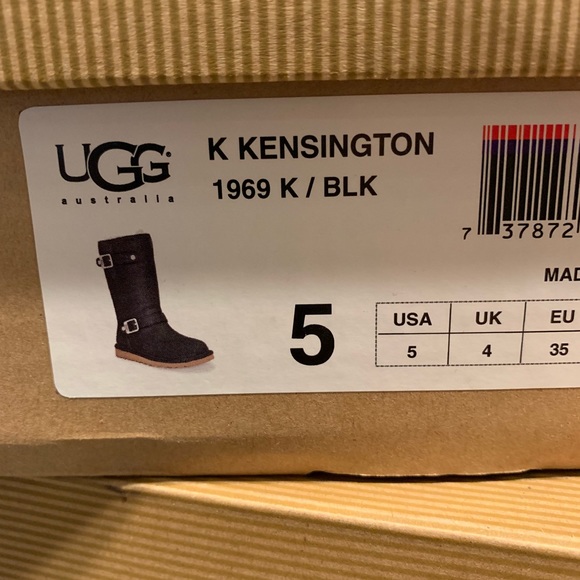 UGG®
australia
K KENSINGTON
1969 K / BLK
7 37872
MAD
5
USA UK EU
5 4 35